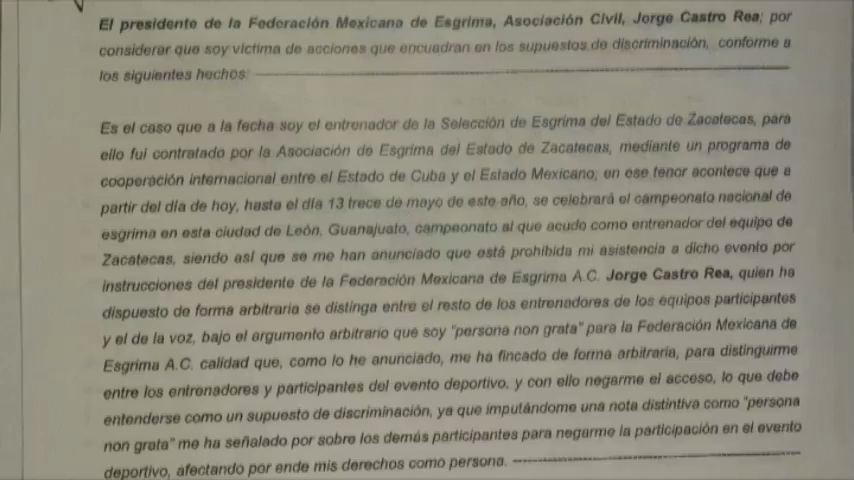 El presidente de la Federación Mexicana de Esgrima, Asociación Civil, Jorge Castro Rea; por
considerar que soy víctima de acciones que encuadran en los supuestos de discriminación, conforme a
los siguientes hechos:
Es el caso que a la fecha soy el entrenador de la Selección de Esgrima del Estado de Zacatecas, para
ello fui contratado por la Asociación de Esgrima del Estado de Zacatecas, mediante un programa de
cooperación internacional entre el Estado de Cuba y el Estado Mexicano; en ese tenor acontece que a
partir del día de hoy, hasta el día 13 trece de mayo de este año, se celebrará el campeonato nacional de
esgrima en esta ciudad de León, Guanajuato, campeonato al que acudo como entrenador del equipo de
Zacatecas, siendo así que se me han anunciado que está prohibida mi asistencia a dicho evento por
instrucciones del presidente de la Federación Mexicana de Esgrima A.C. Jorge Castro Rea, quien ha
dispuesto de forma arbitraria se distinga entre el resto de los entrenadores de los equipos participantes
y el de la voz, bajo el argumento arbitrario que soy "persona non grata" para la Federación Mexicana de
Esgrima A.C. calidad que, como lo he anunciado, me ha fincado de forma arbitraria, para distinguirme
entre los entrenadores y participantes del evento deportivo, y con ello negarme el acceso, lo que debe
entenderse como un supuesto de discriminación, ya que imputándome una nota distintiva como "persona
non grata" me ha señalado por sobre los demás participantes para negarme la participación en el evento
deportivo, afectando por ende mis derechos como persona.